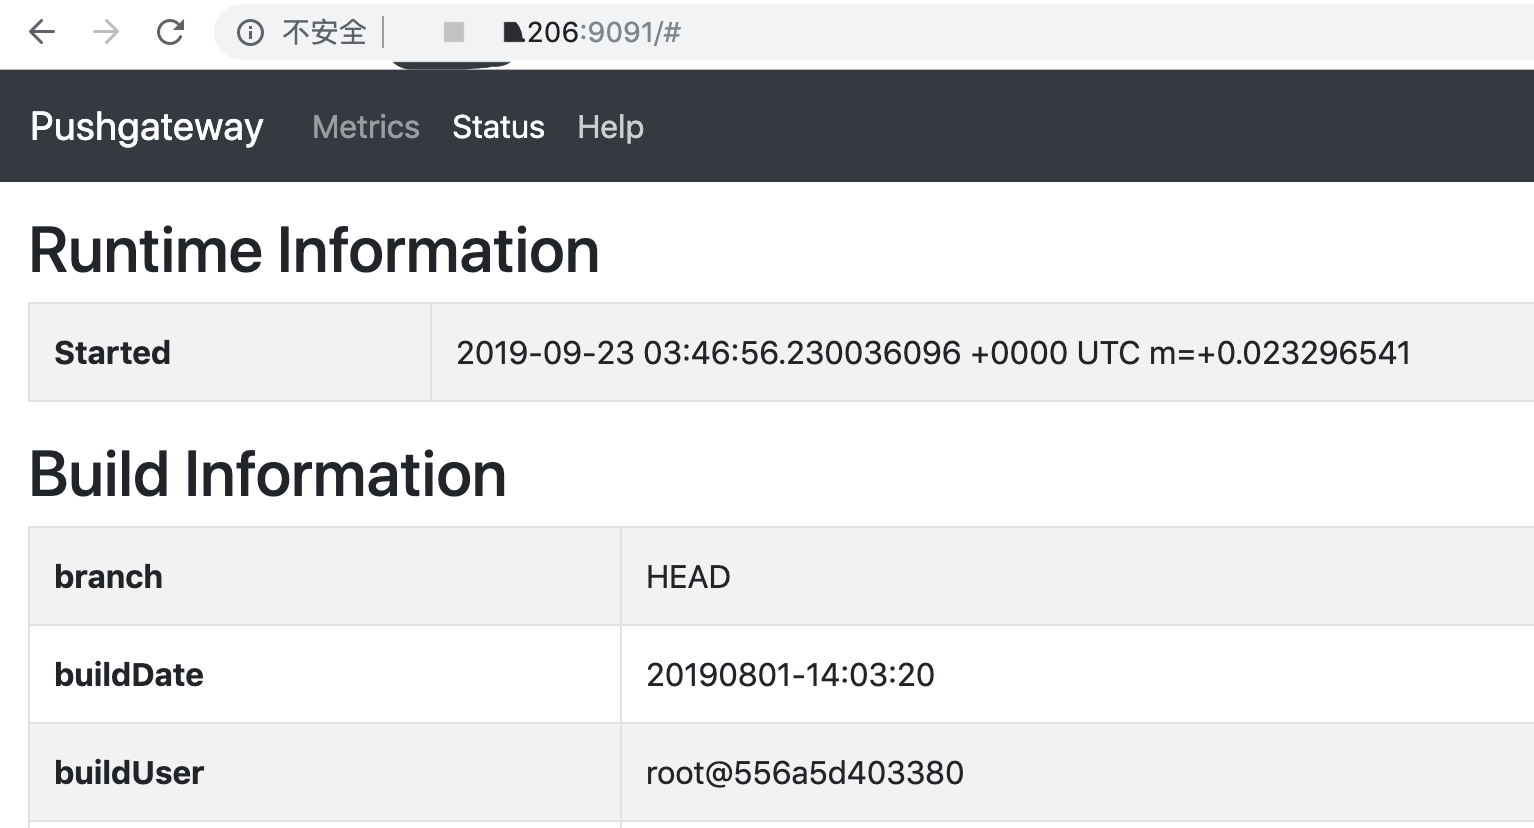 不安全 206:9091/#
Pushgateway Metrics Status Help
Runtime Information
Started 2019-09-23 03:46:56.230036096 +0000 UTC m=+0.023296541
Build Information
branch HEAD
buildDate 20190801-14:03:20
buildUser root@556a5d403380